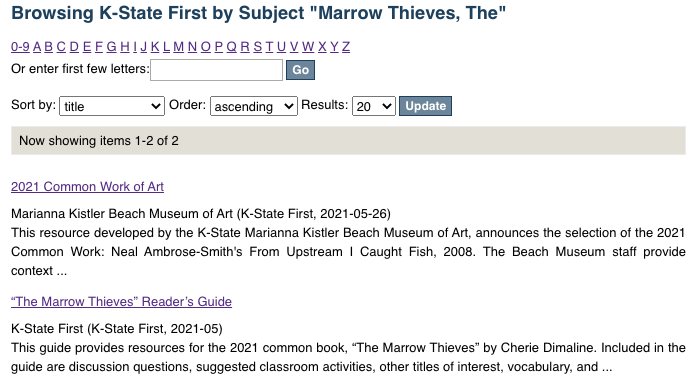 Browsing K-State First by Subject "Marrow Thieves, The"
0-9 A B C D E F G H I J K L M N O P Q R S T U V W X Y Z
Or enter first few letters: Go
Sort by: title Order: ascending Results: 20 Update
Now showing items 1-2 of 2
2021 Common Work of Art
Marianna Kistler Beach Museum of Art (K-State First, 2021-05-26)
This resource developed by the K-State Marianna Kistler Beach Museum of Art, announces the selection of the 2021
Common Work: Neal Ambrose-Smith's From Upstream I Caught Fish, 2008. The Beach Museum staff provide
context ...
“The Marrow Thieves” Reader’s Guide
K-State First (K-State First, 2021-05)
This guide provides resources for the 2021 common book, “The Marrow Thieves” by Cherie Dimaline. Included in the
guide are discussion questions, suggested classroom activities, other titles of interest, vocabulary, and ...